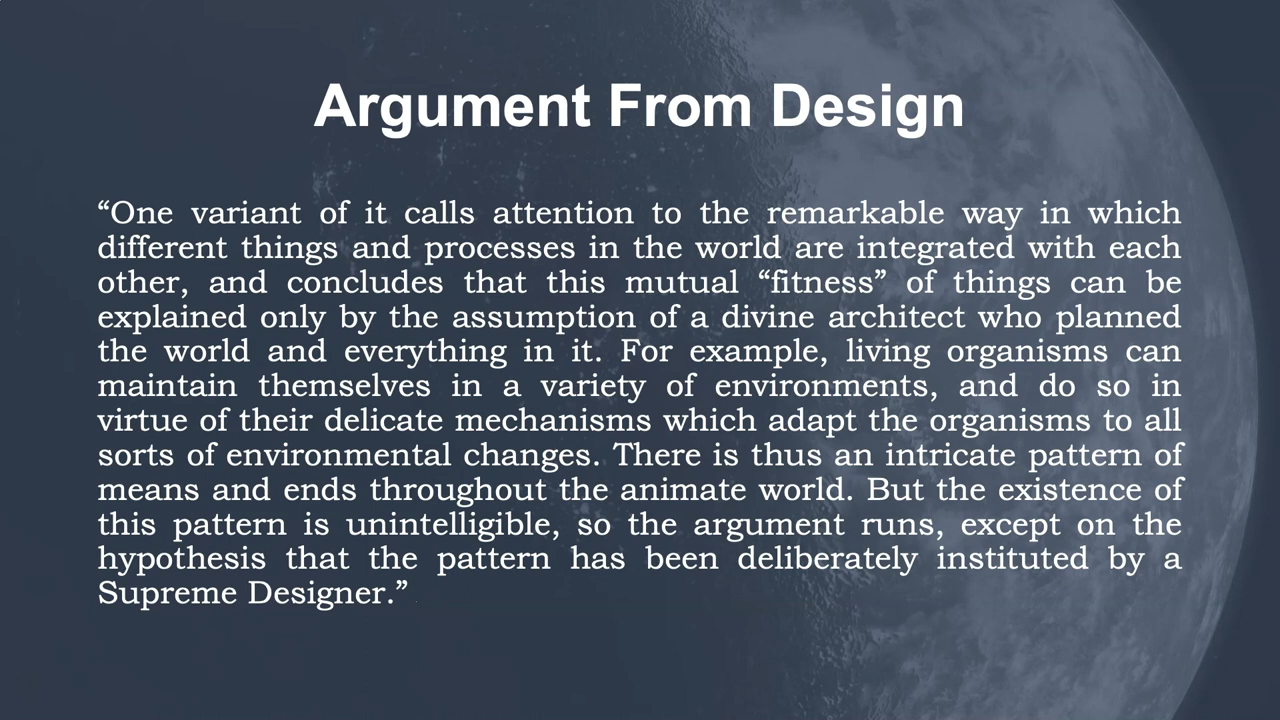 Argument From Design
“One variant of it calls attention to the remarkable way in which
different things and processes in the world are integrated with each
other, and concludes that this mutual “fitness” of things can be
explained only by the assumption of a divine architect who planned
the world and everything in it. For example, living organisms can
maintain themselves in a variety of environments, and do so in
virtue of their delicate mechanisms which adapt the organisms to all
sorts of environmental changes. There is thus an intricate pattern of
means and ends throughout the animate world. But the existence of
this pattern is unintelligible, so the argument runs, except on the
hypothesis that the pattern has been deliberately instituted by a
Supreme Designer.”